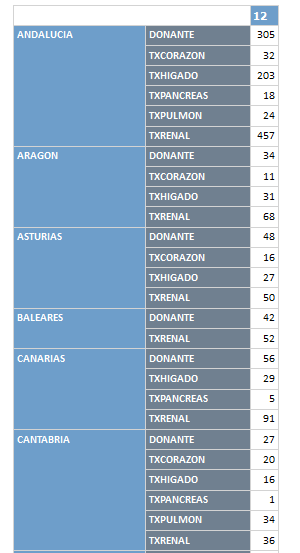 12
ANDALUCIA DONANTE 305
TXCORAZON 32
TXHIGADO 203
TXPANCREAS 18
TXPULMON 24
TXRENAL 457
ARAGON DONANTE 34
TXCORAZON 11
TXHIGADO 31
TXRENAL 68
ASTURIAS DONANTE 48
TXCORAZON 16
TXHIGADO 27
TXRENAL 50
BALEARES DONANTE 42
TXRENAL 52
CANARIAS DONANTE 56
TXHIGADO 29
TXPANCREAS 5
TXRENAL 91
CANTABRIA DONANTE 27
TXCORAZON 20
TXHIGADO 16
TXPANCREAS 1
TXPULMON 34
TXRENAL 36